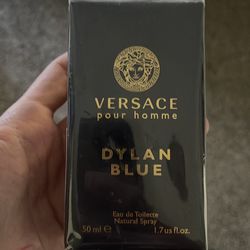 VERSACE
pour homme
DYLAN
BLUE
Eau de Toilette
Natural Spray
50 ml e 1.7 us fl.oz.